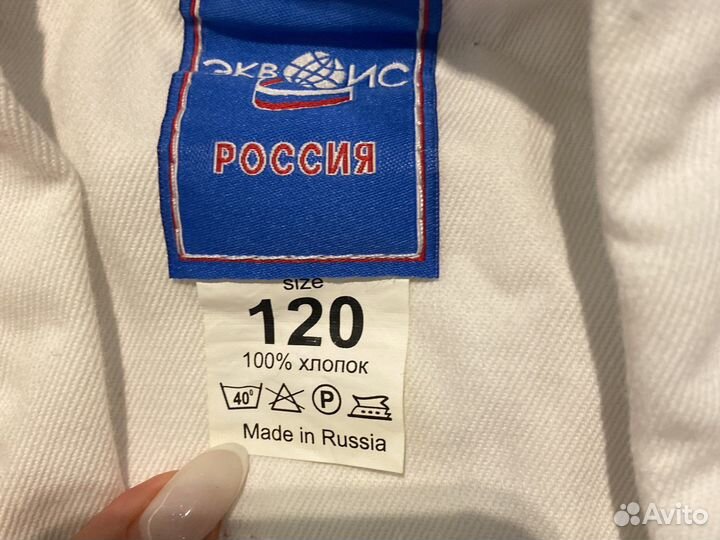 ЭКВ ИС
РОССИЯ
size
120
100% хлопок
40° P
Made in Russia
Avito